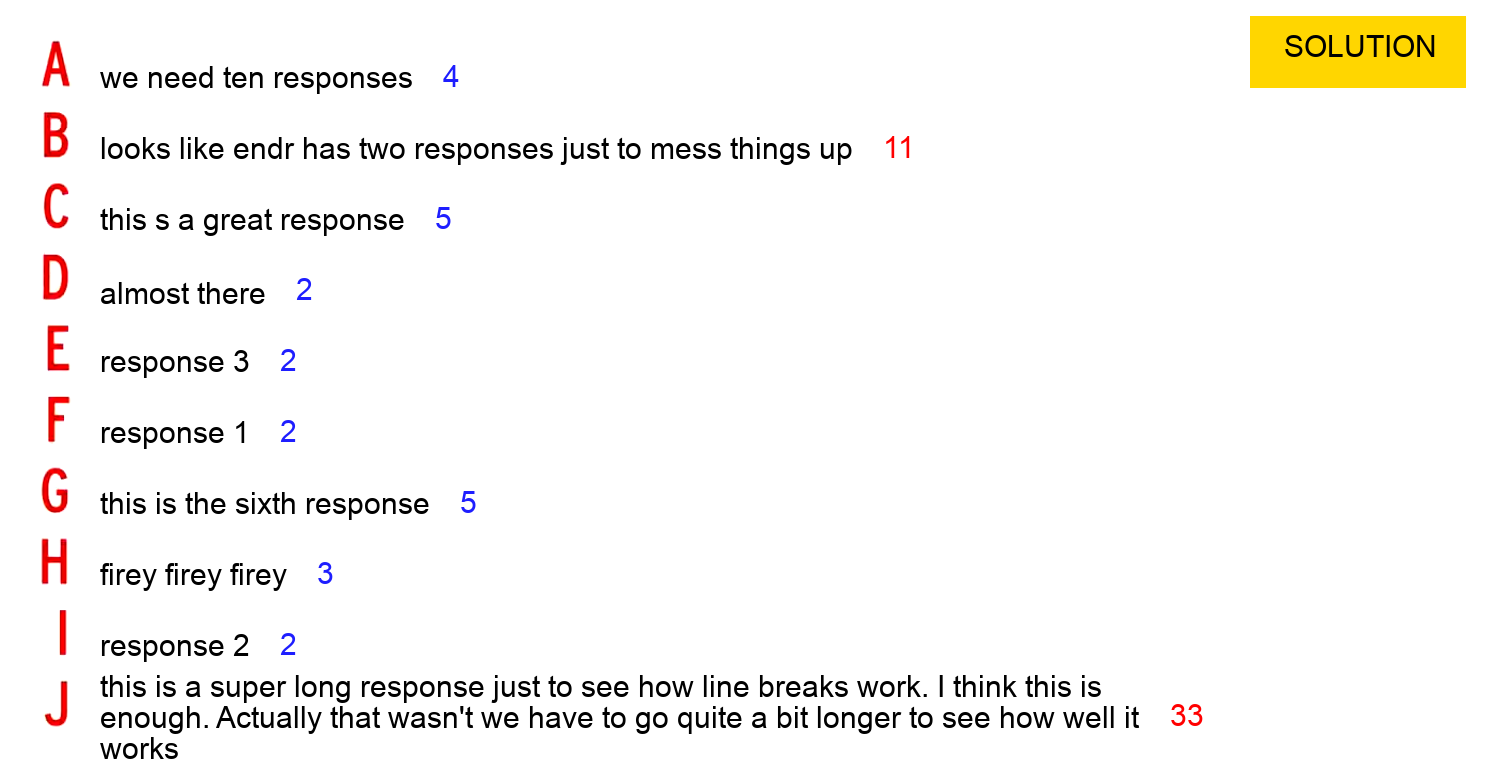 SOLUTION
A we need ten responses 4
B looks like endr has two responses just to mess things up 11
C this s a great response 5
D almost there 2
E response 3 2
F response 1 2
G this is the sixth response 5
H firey firey firey 3
I response 2 2
J this is a super long response just to see how line breaks work. I think this is
enough. Actually that wasn't we have to go quite a bit longer to see how well it 33
works